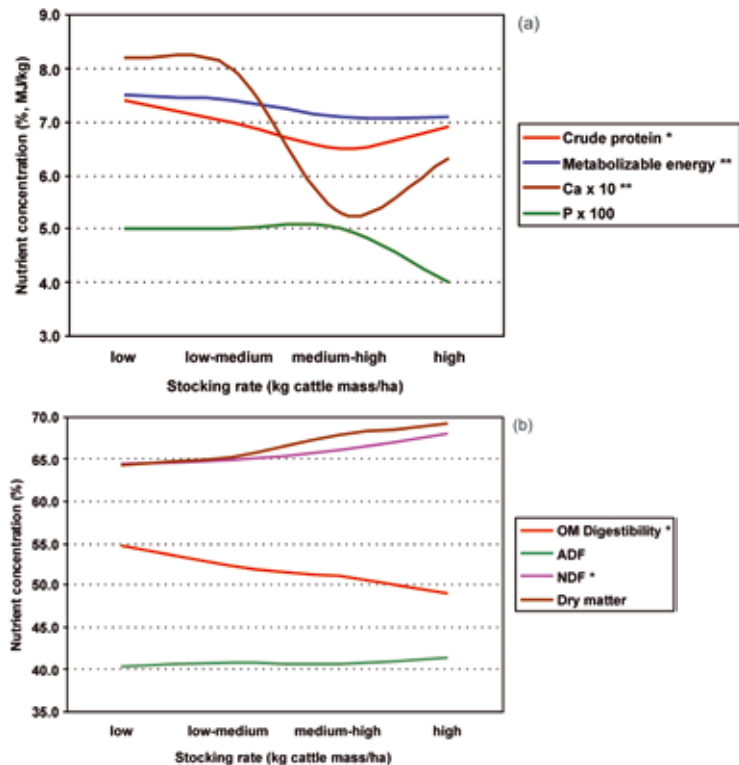 (a)
9.0
8.0
7.0
6.0
5.0
4.0
3.0
Nutrient concentration (%, MJ/kg)
low low-medium medium-high high
Stocking rate (kg cattle mass/ha)
Crude protein *
Metabolizable energy **
Ca x 10 **
P x 100
(b)
70.0
65.0
60.0
55.0
50.0
45.0
40.0
35.0
Nutrient concentration (%)
low low-medium medium-high high
Stocking rate (kg cattle mass/ha)
OM Digestibility *
ADF
NDF *
Dry matter